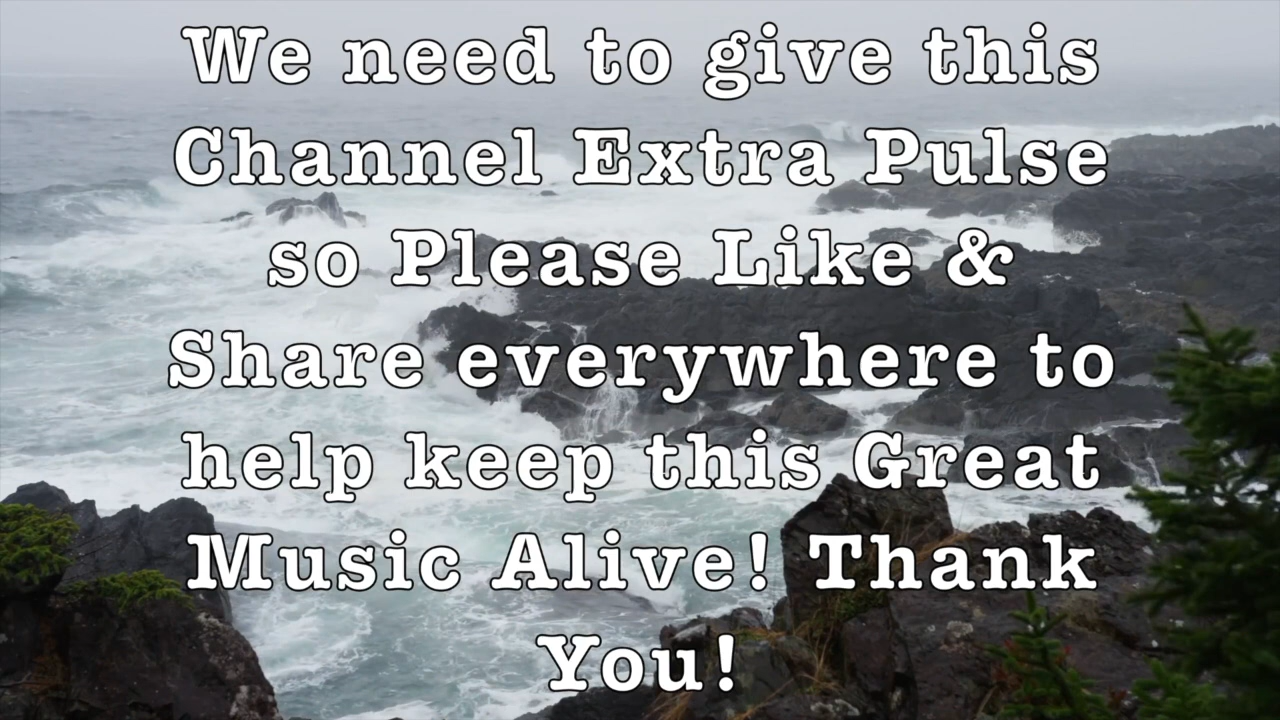 We need to give this
Channel Extra Pulse
so Please Like &
Share everywhere to
help keep this Great
Music Alive! Thank
You!